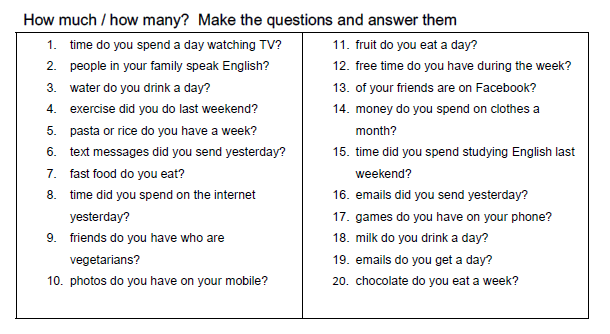 How much / how many?  Make the questions and answer them
1. time do you spend a day watching TV?
2. people in your family speak English?
3. water do you drink a day?
4. exercise did you do last weekend?
5. pasta or rice do you have a week?
6. text messages did you send yesterday?
7. fast food do you eat?
8. time did you spend on the internet
yesterday?
9. friends do you have who are
vegetarians?
10. photos do you have on your mobile?
11. fruit do you eat a day?
12. free time do you have during the week?
13. of your friends are on Facebook?
14. money do you spend on clothes a
month?
15. time did you spend studying English last
weekend?
16. emails did you send yesterday?
17. games do you have on your phone?
18. milk do you drink a day?
19. emails do you get a day?
20. chocolate do you eat a week?